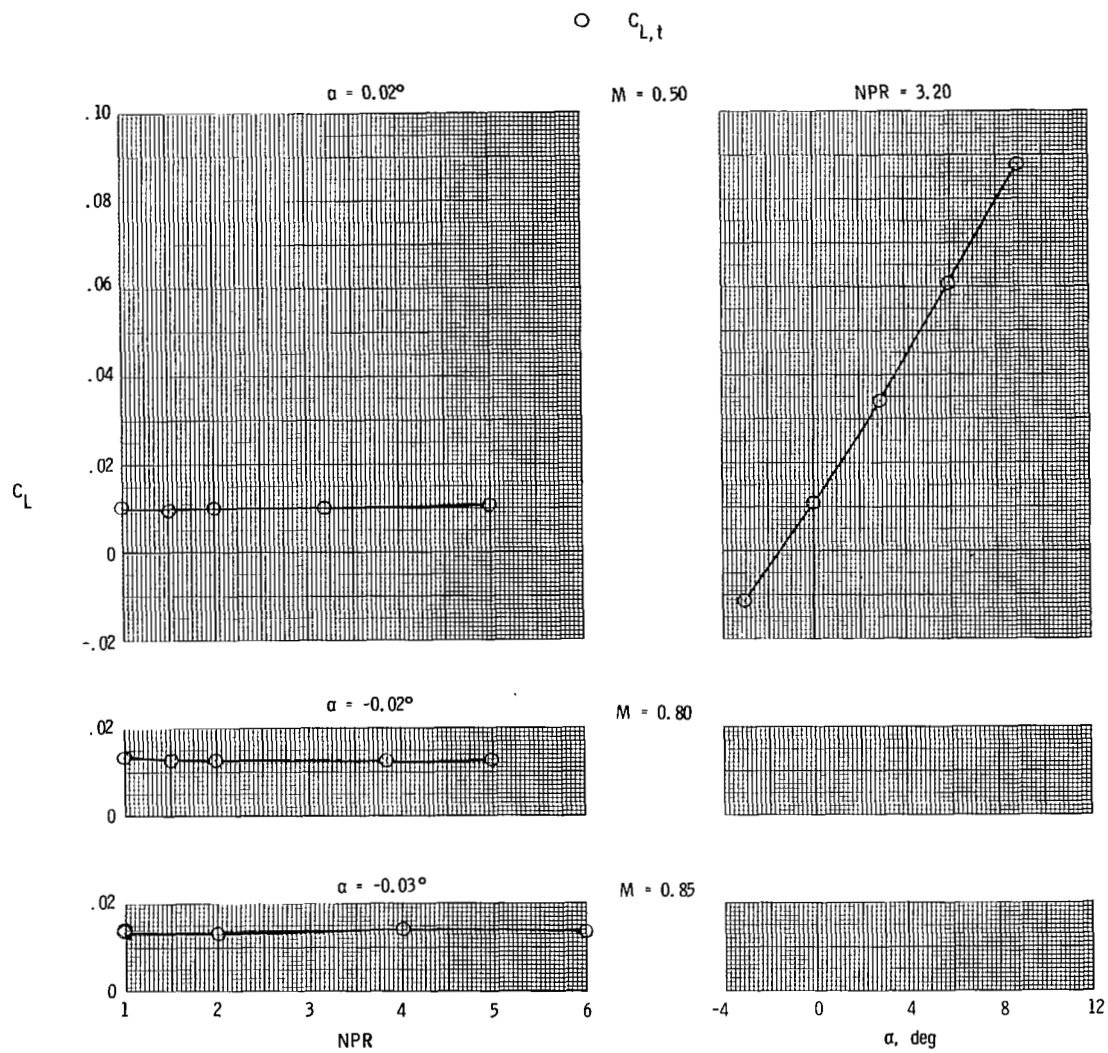 ○ C_L,t
α = 0.02° M = 0.50 NPR = 3.20
.10
.08
.06
.04
.02
C_L
0
-.02
α = -0.02° M = 0.80
.02
0
α = -0.03° M = 0.85
.02
0
1 2 3 4 5 6 -4 0 4 8 12
NPR α, deg